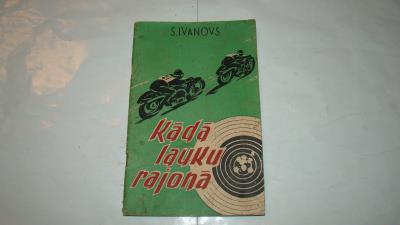 S.IVANOVS
Kādā
lauku
rajonā